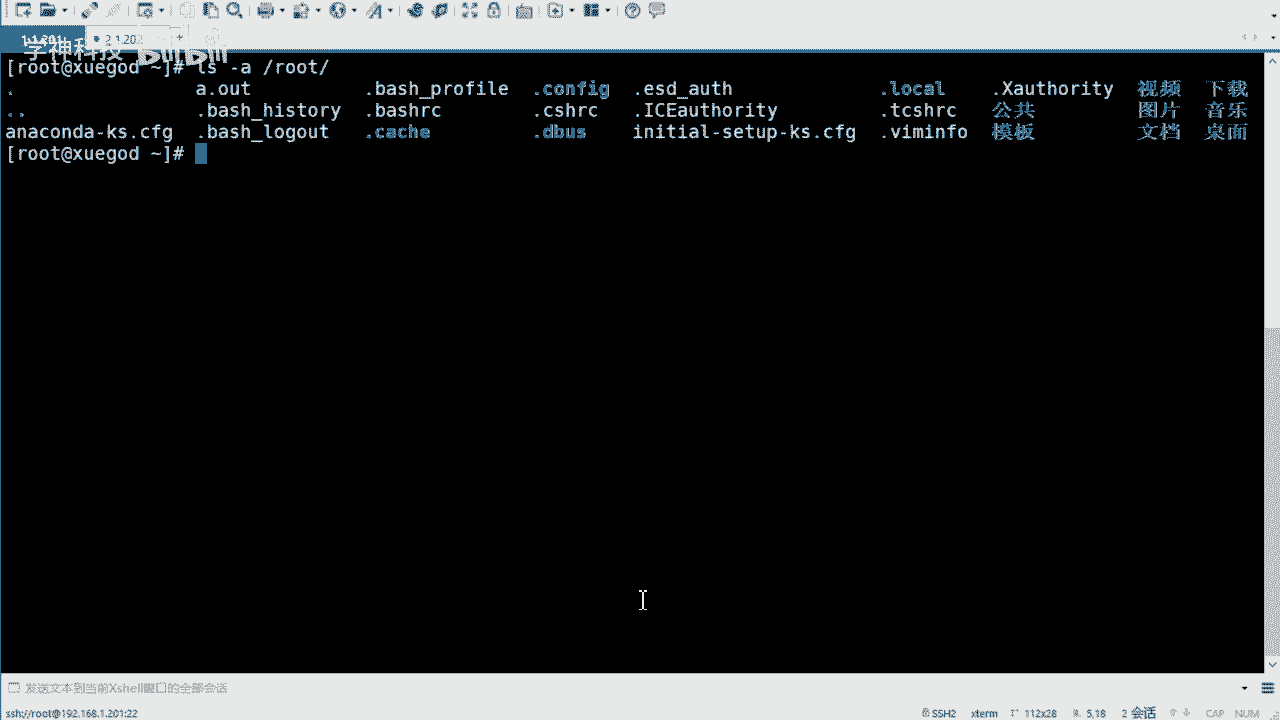 学神科技 bilibili
[root@xuegod ~]# ls -a /root/
. a.out .bash_profile .config .esd_auth .local .Xauthority 视频 下载
.. .bash_history .bashrc .cshrc .ICEauthority .tcshrc 公共 图片 音乐
anaconda-ks.cfg .bash_logout .cache .dbus initial-setup-ks.cfg .viminfo 模板 文档 桌面
[root@xuegod ~]#
发送文本到当前Xshell窗口的全部会话
ssh://root@192.168.1.201:22 SSH2 xterm 112x28 5,18 2 会话 CAP NUM